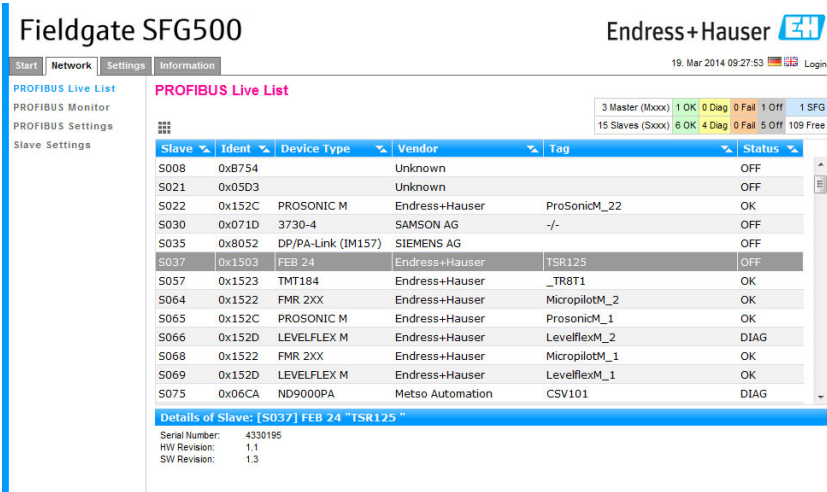 Fieldgate SFG500
Endress+Hauser EH
Start Network Settings Information
19. Mar 2014 09:27:53 Login
PROFIBUS Live List
PROFIBUS Monitor
PROFIBUS Settings
Slave Settings
PROFIBUS Live List
3 Master (Mxxx) 1 OK 0 Diag 0 Fail 1 Off 1 SFG
15 Slaves (Sxxx) 6 OK 4 Diag 0 Fail 5 Off 109 Free
Slave Ident Device Type Vendor Tag Status
S008 0xB754 Unknown OFF
S021 0x05D3 Unknown OFF
S022 0x152C PROSONIC M Endress+Hauser ProSonicM_22 OK
S030 0x071D 3730-4 SAMSON AG -/- OFF
S035 0x8052 DP/PA-Link (IM157) SIEMENS AG OFF
S037 0x1503 FEB 24 Endress+Hauser TSR125 OFF
S057 0x1523 TMT184 Endress+Hauser _TR8T1 OK
S064 0x1522 FMR 2XX Endress+Hauser MicropilotM_2 OK
S065 0x152C PROSONIC M Endress+Hauser ProsonicM_1 OK
S066 0x152D LEVELFLEX M Endress+Hauser LevelflexM_2 DIAG
S068 0x1522 FMR 2XX Endress+Hauser MicropilotM_1 OK
S069 0x152D LEVELFLEX M Endress+Hauser LevelflexM_1 OK
S075 0x06CA ND9000PA Metso Automation CSV101 DIAG
Details of Slave: [S037] FEB 24 "TSR125 "
Serial Number: 4330195
HW Revision: 1.1
SW Revision: 1.3